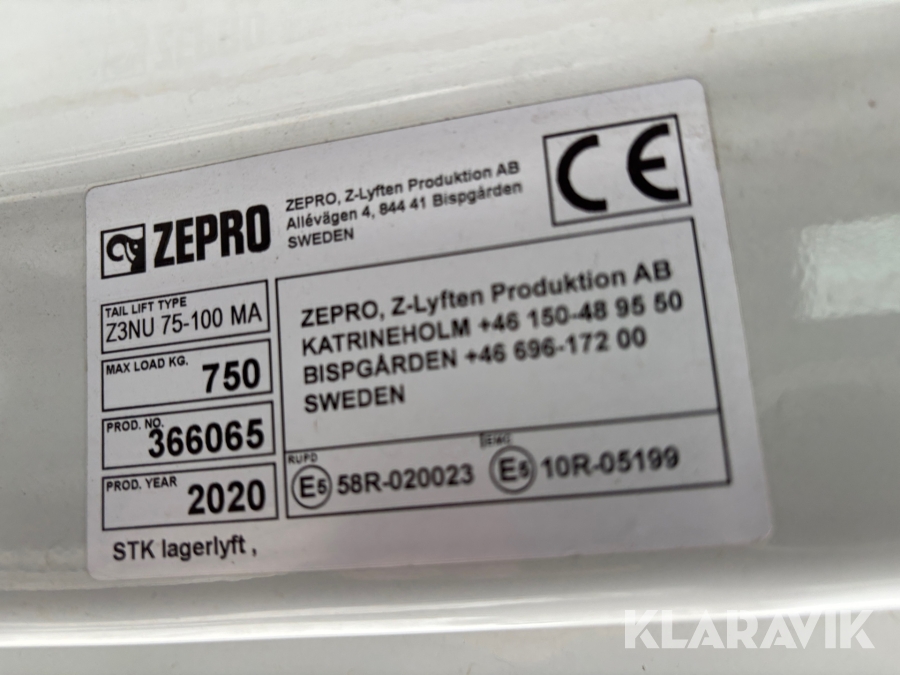 ZEPRO
ZEPRO, Z-Lyften Produktion AB
Allévägen 4, 844 41 Bispgården
SWEDEN
CE
TAIL LIFT TYPE
Z3NU 75-100 MA
MAX LOAD KG.
750
PROD. NO.
366065
PROD. YEAR
2020
ZEPRO, Z-Lyften Produktion AB
KATRINEHOLM +46 150-48 95 50
BISPGÅRDEN +46 696-172 00
SWEDEN
RUPD
E5 58R-020023
EMC
E5 10R-05199
STK lagerlyft ,
KLARAVIK